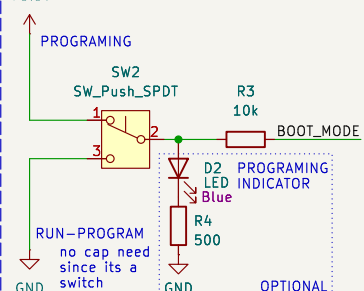 PROGRAMING
SW2
SW_Push_SPDT
1
2
3
R3
10k
BOOT_MODE
D2
LED
Blue
PROGRAMING
INDICATOR
R4
500
RUN-PROGRAM
no cap need
since its a
switch
GND
GND
OPTIONAL